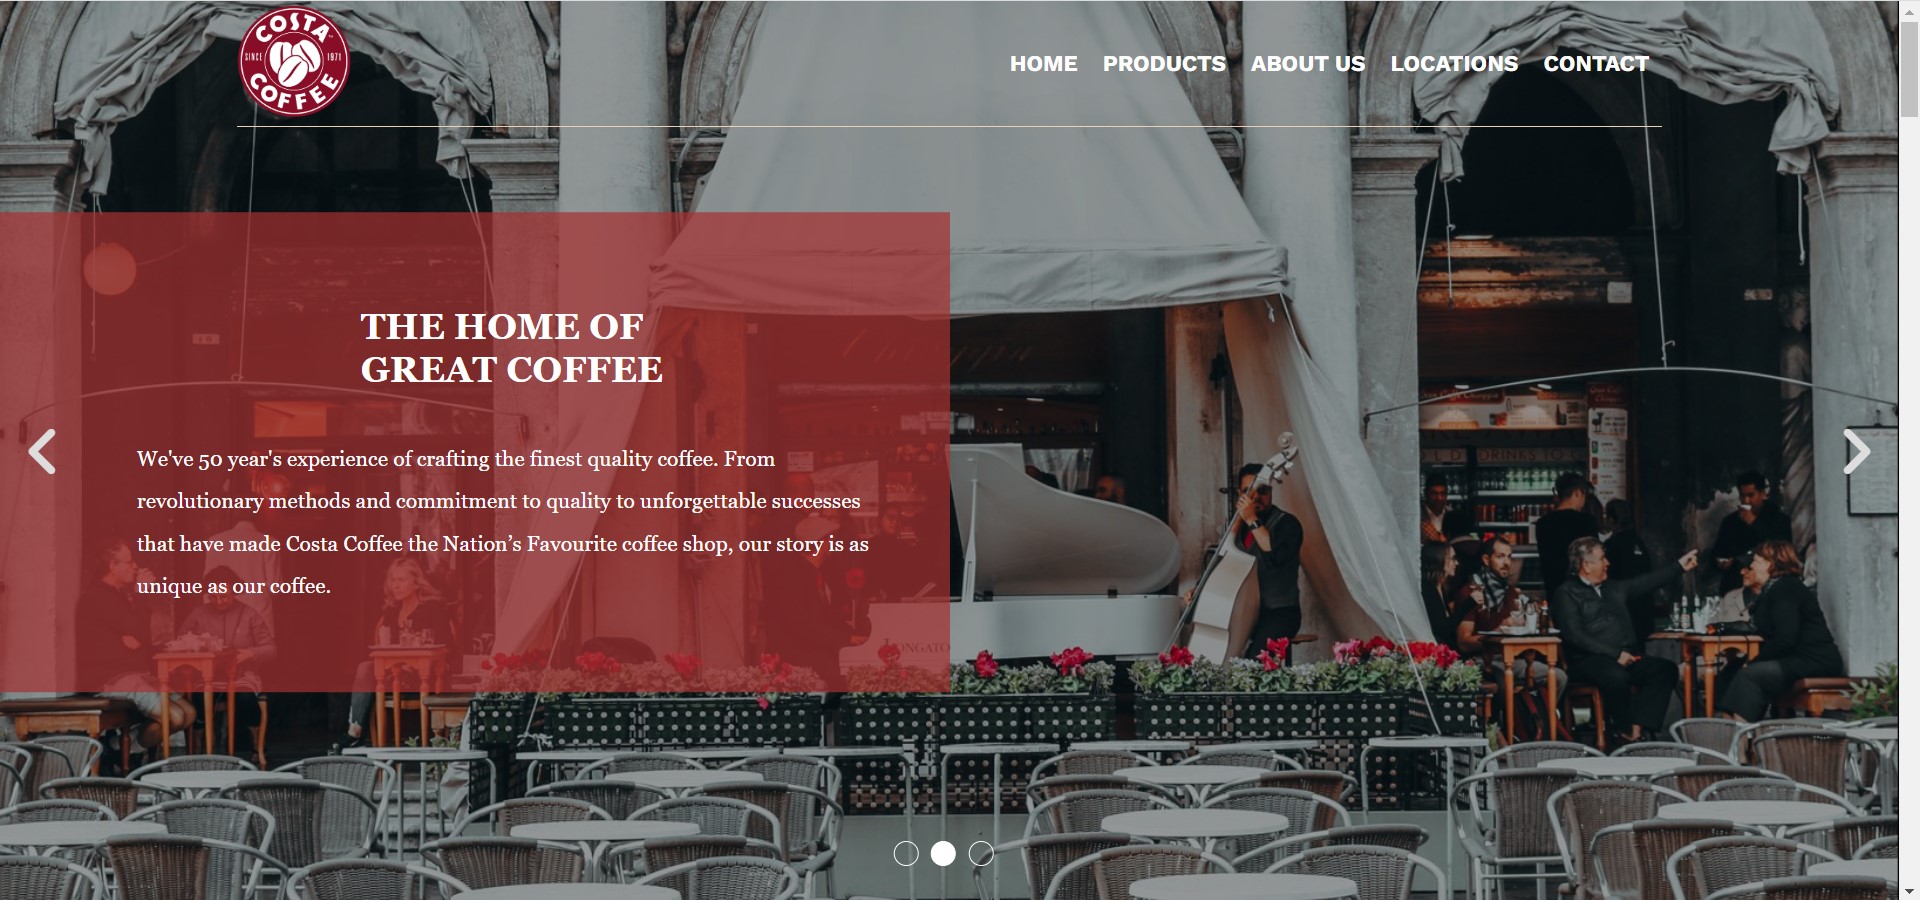 COSTA
SINCE 1971
COFFEE
HOME PRODUCTS ABOUT US LOCATIONS CONTACT
THE HOME OF
GREAT COFFEE
We've 50 year's experience of crafting the finest quality coffee. From
revolutionary methods and commitment to quality to unforgettable successes
that have made Costa Coffee the Nation’s Favourite coffee shop, our story is as
unique as our coffee.